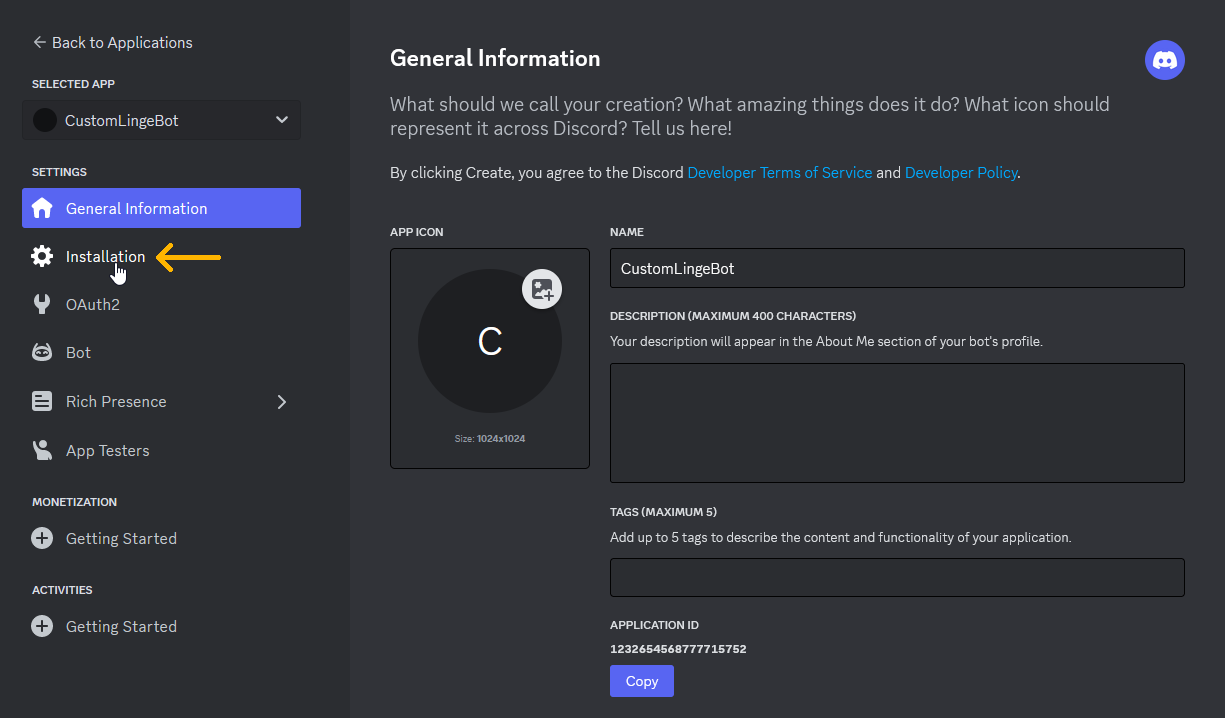 Back to Applications
SELECTED APP
CustomLingeBot
SETTINGS
General Information
Installation
OAuth2
Bot
Rich Presence
App Testers
MONETIZATION
Getting Started
ACTIVITIES
Getting Started
General Information
What should we call your creation? What amazing things does it do? What icon should
represent it across Discord? Tell us here!
By clicking Create, you agree to the Discord Developer Terms of Service and Developer Policy.
APP ICON
C
Size: 1024x1024
NAME
CustomLingeBot
DESCRIPTION (MAXIMUM 400 CHARACTERS)
Your description will appear in the About Me section of your bot's profile.
TAGS (MAXIMUM 5)
Add up to 5 tags to describe the content and functionality of your application.
APPLICATION ID
1232654568777715752
Copy